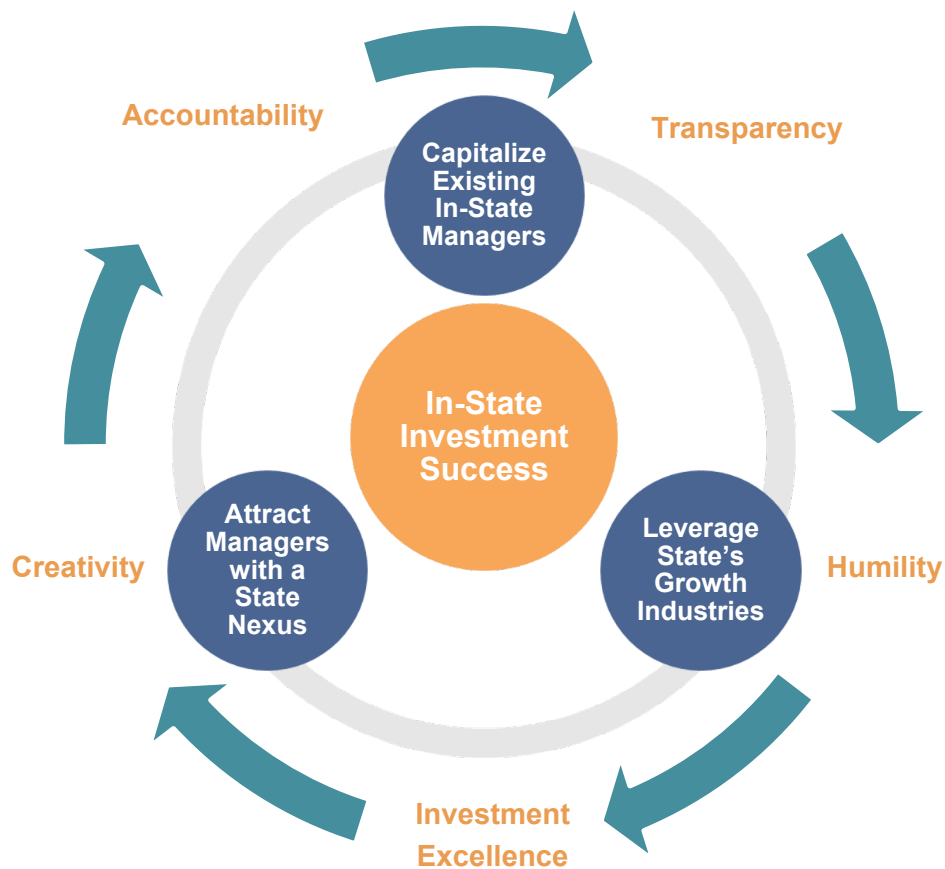 Accountability
Transparency
Capitalize
Existing
In-State
Managers
In-State
Investment
Success
Attract
Managers
with a
State
Nexus
Leverage
State’s
Growth
Industries
Creativity
Humility
Investment
Excellence